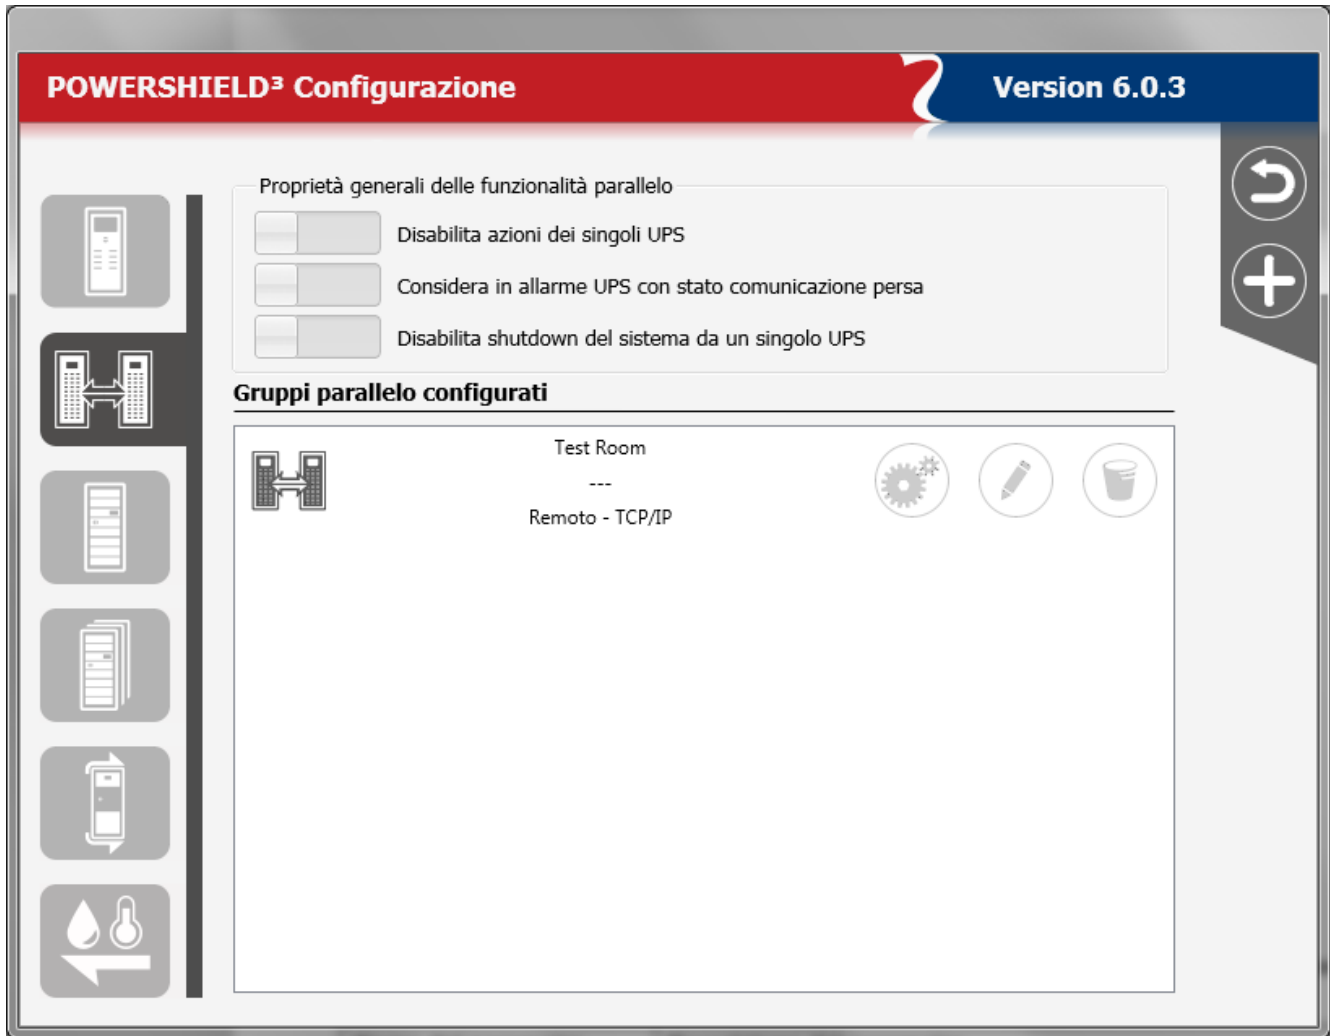 POWERSHIELD³ Configurazione
Version 6.0.3
Proprietà generali delle funzionalità parallelo
Disabilita azioni dei singoli UPS
Considera in allarme UPS con stato comunicazione persa
Disabilita shutdown del sistema da un singolo UPS
Gruppi parallelo configurati
Test Room
---
Remoto - TCP/IP